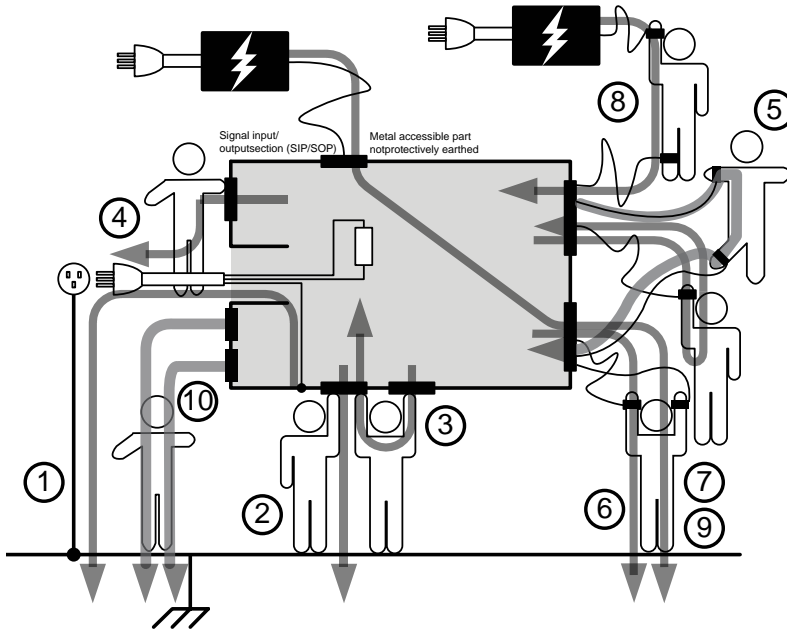 8
5
Signal input/
outputsection (SIP/SOP)
Metal accessible part
notprotectively earthed
4
10
3
1
2
6
7
9